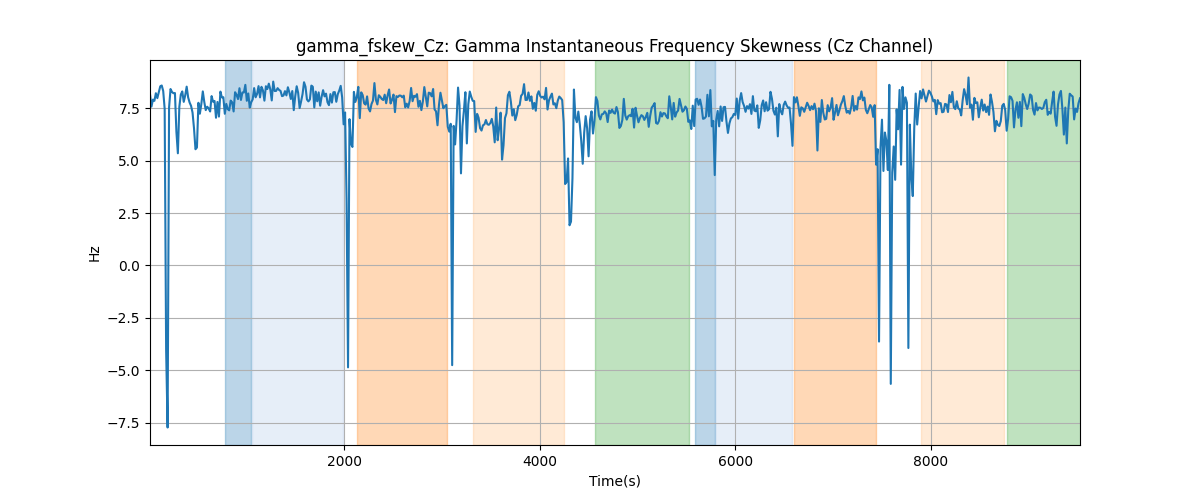 gamma_fskew_Cz: Gamma Instantaneous Frequency Skewness (Cz Channel)
7.5
5.0
2.5
0.0
−2.5
−5.0
−7.5
Hz
2000 4000 6000 8000
Time(s)